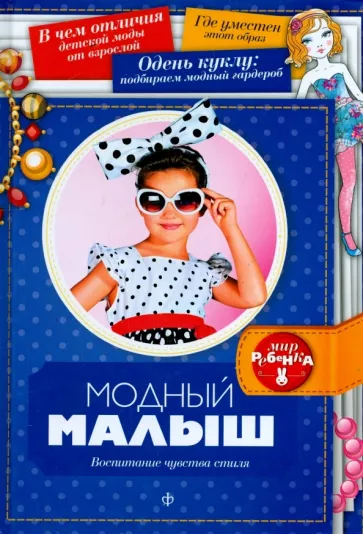 В чем отличия
детской моды
от взрослой
Где уместен
этот образ
Одень куклу:
подбираем модный гардероб
мир
Ребенка
МОДНЫЙ
МАЛЫШ
Воспитание чувства стиля
Ф